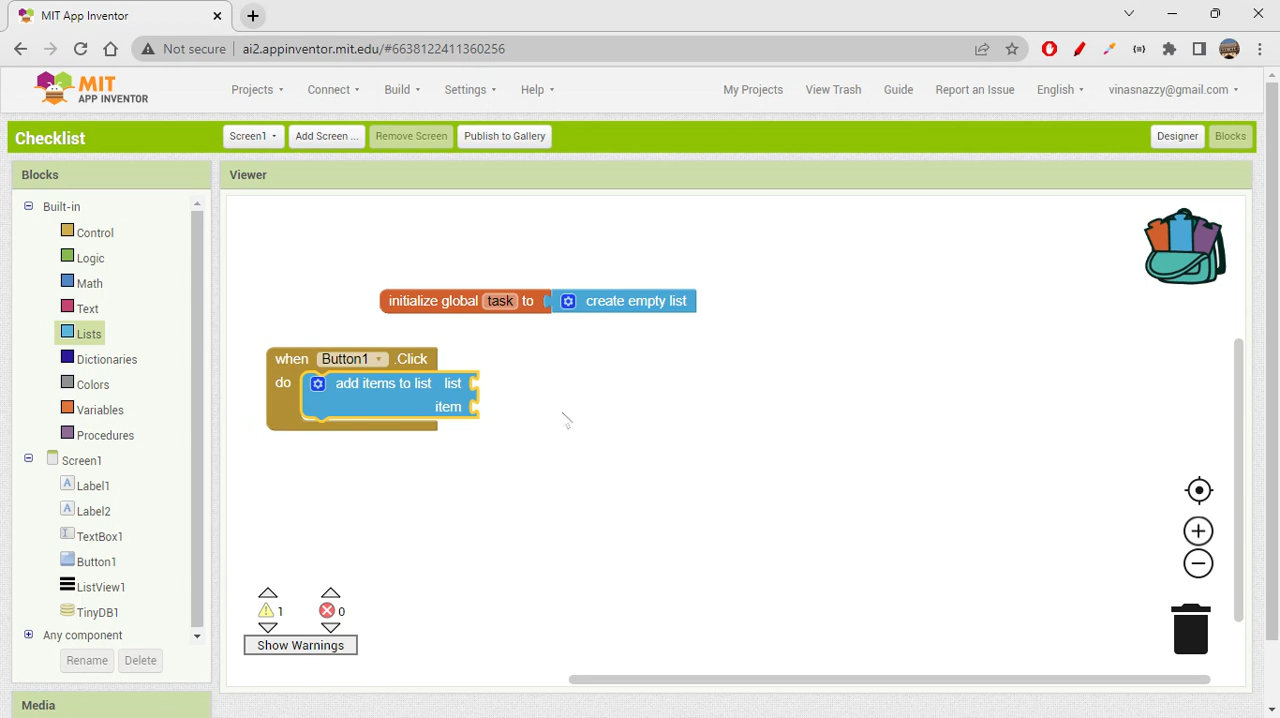 MIT App Inventor
Not secure ai2.appinventor.mit.edu/#6638122411360256
MIT
APP INVENTOR
Projects Connect Build Settings Help My Projects View Trash Guide Report an Issue English vinasnazzy@gmail.com
Checklist Screen1 Add Screen ... Remove Screen Publish to Gallery Designer Blocks
Blocks
Viewer
Built-in
Control
Logic
Math
Text
Lists
Dictionaries
Colors
Variables
Procedures
Screen1
Label1
Label2
TextBox1
Button1
ListView1
TinyDB1
Any component
Rename Delete
Media
initialize global task to create empty list
when Button1 .Click
do add items to list list
item
1 0
Show Warnings